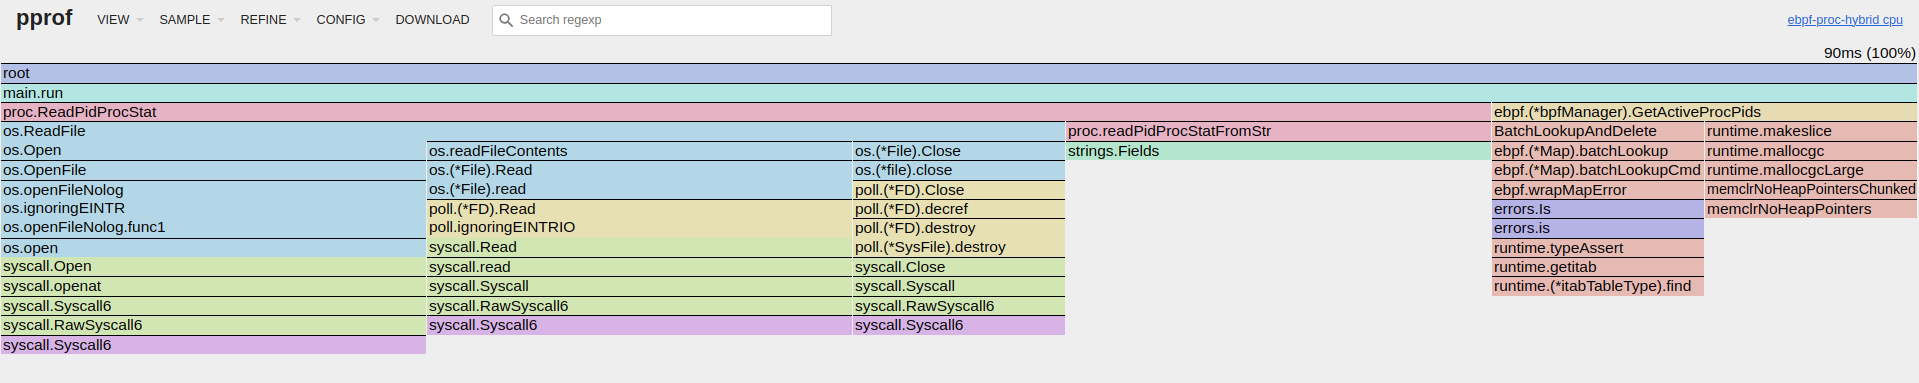 pprof VIEW SAMPLE REFINE CONFIG DOWNLOAD Search regexp ebpf-proc-hybrid cpu
90ms (100%)
root
main.run
proc.ReadPidProcStat ebpf.(*bpfManager).GetActiveProcPids
os.ReadFile proc.readPidProcStatFromStr BatchLookupAndDelete runtime.makeslice
os.Open os.readFileContents os.(*File).Close strings.Fields ebpf.(*Map).batchLookup runtime.mallocgc
os.OpenFile os.(*File).Read os.(*file).close ebpf.(*Map).batchLookupCmd runtime.mallocgcLarge
os.openFileNolog os.(*File).read poll.(*FD).Close ebpf.wrapMapError memclrNoHeapPointersChunked
os.ignoringEINTR poll.(*FD).Read poll.(*FD).decref errors.Is memclrNoHeapPointers
os.openFileNolog.func1 poll.ignoringEINTRIO poll.(*FD).destroy errors.is
os.open syscall.Read poll.(*SysFile).destroy runtime.typeAssert
syscall.Open syscall.read syscall.Close runtime.getitab
syscall.openat syscall.Syscall syscall.Syscall runtime.(*itabTableType).find
syscall.Syscall6 syscall.RawSyscall6 syscall.RawSyscall6
syscall.RawSyscall6 syscall.Syscall6 syscall.Syscall6
syscall.Syscall6